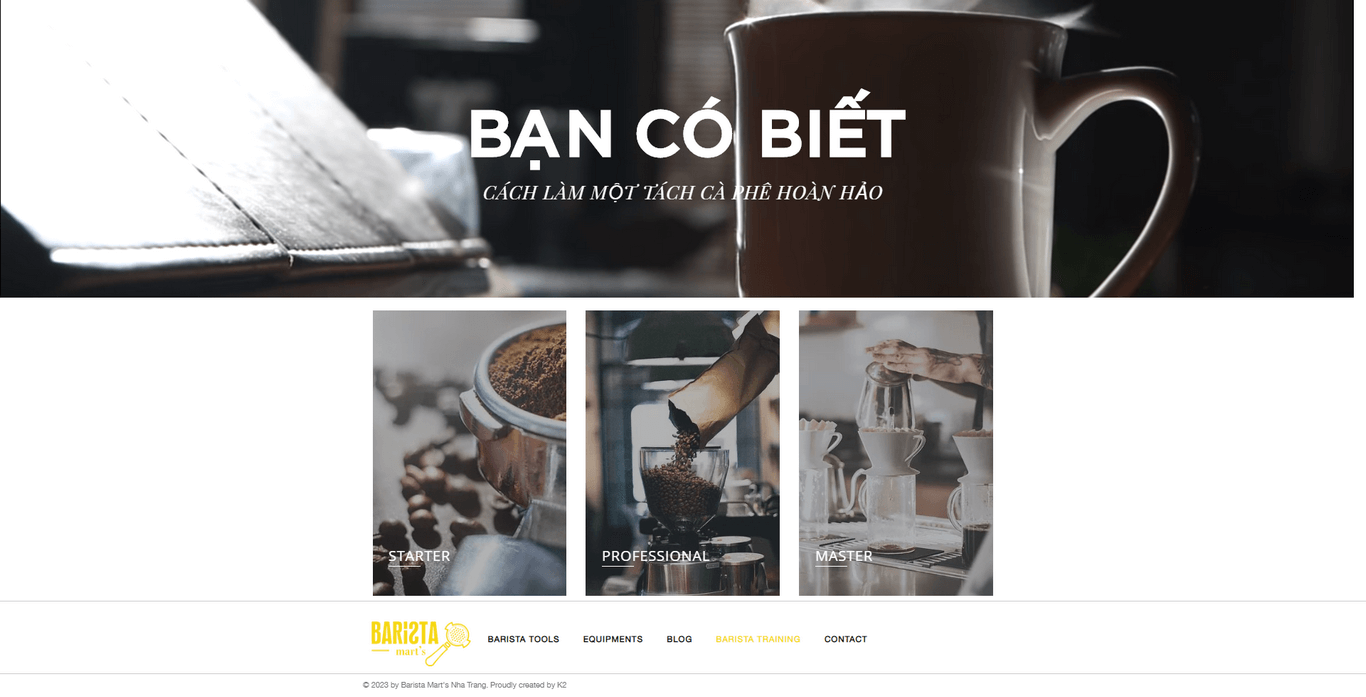 BẠN CÓ BIẾT
CÁCH LÀM MỘT TÁCH CÀ PHÊ HOÀN HẢO
STARTER
PROFESSIONAL
MASTER
BARISTA
mart's
BARISTA TOOLS
EQUIPMENTS
BLOG
BARISTA TRAINING
CONTACT
© 2023 by Barista Mart's Nha Trang. Proudly created by K2